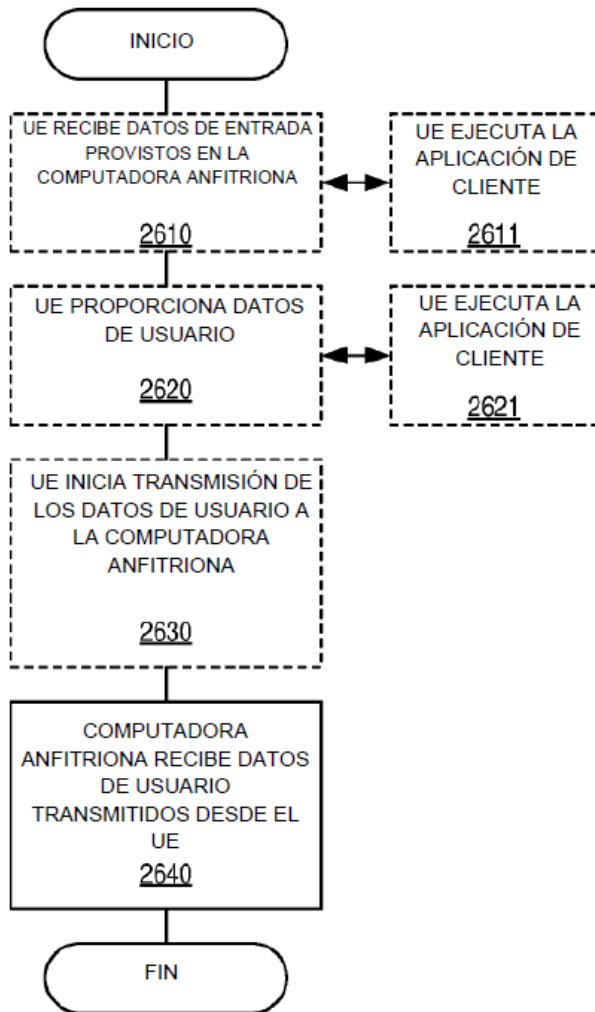 INICIO
UE RECIBE DATOS DE ENTRADA
PROVISTOS EN LA
COMPUTADORA ANFITRIONA
2610
UE EJECUTA LA
APLICACIÓN DE
CLIENTE
2611
UE PROPORCIONA DATOS
DE USUARIO
2620
UE EJECUTA LA
APLICACIÓN DE
CLIENTE
2621
UE INICIA TRANSMISIÓN DE
LOS DATOS DE USUARIO A
LA COMPUTADORA
ANFITRIONA
2630
COMPUTADORA
ANFITRIONA RECIBE DATOS
DE USUARIO
TRANSMITIDOS DESDE EL
UE
2640
FIN